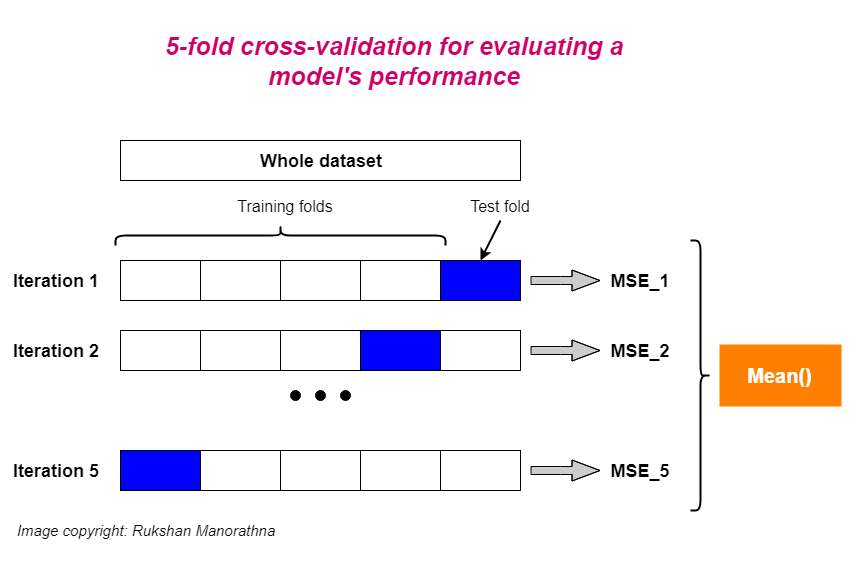 5-fold cross-validation for evaluating a
model's performance
Whole dataset
Training folds
Test fold
Iteration 1
MSE_1
Iteration 2
MSE_2
Mean()
Iteration 5
MSE_5
Image copyright: Rukshan Manorathna